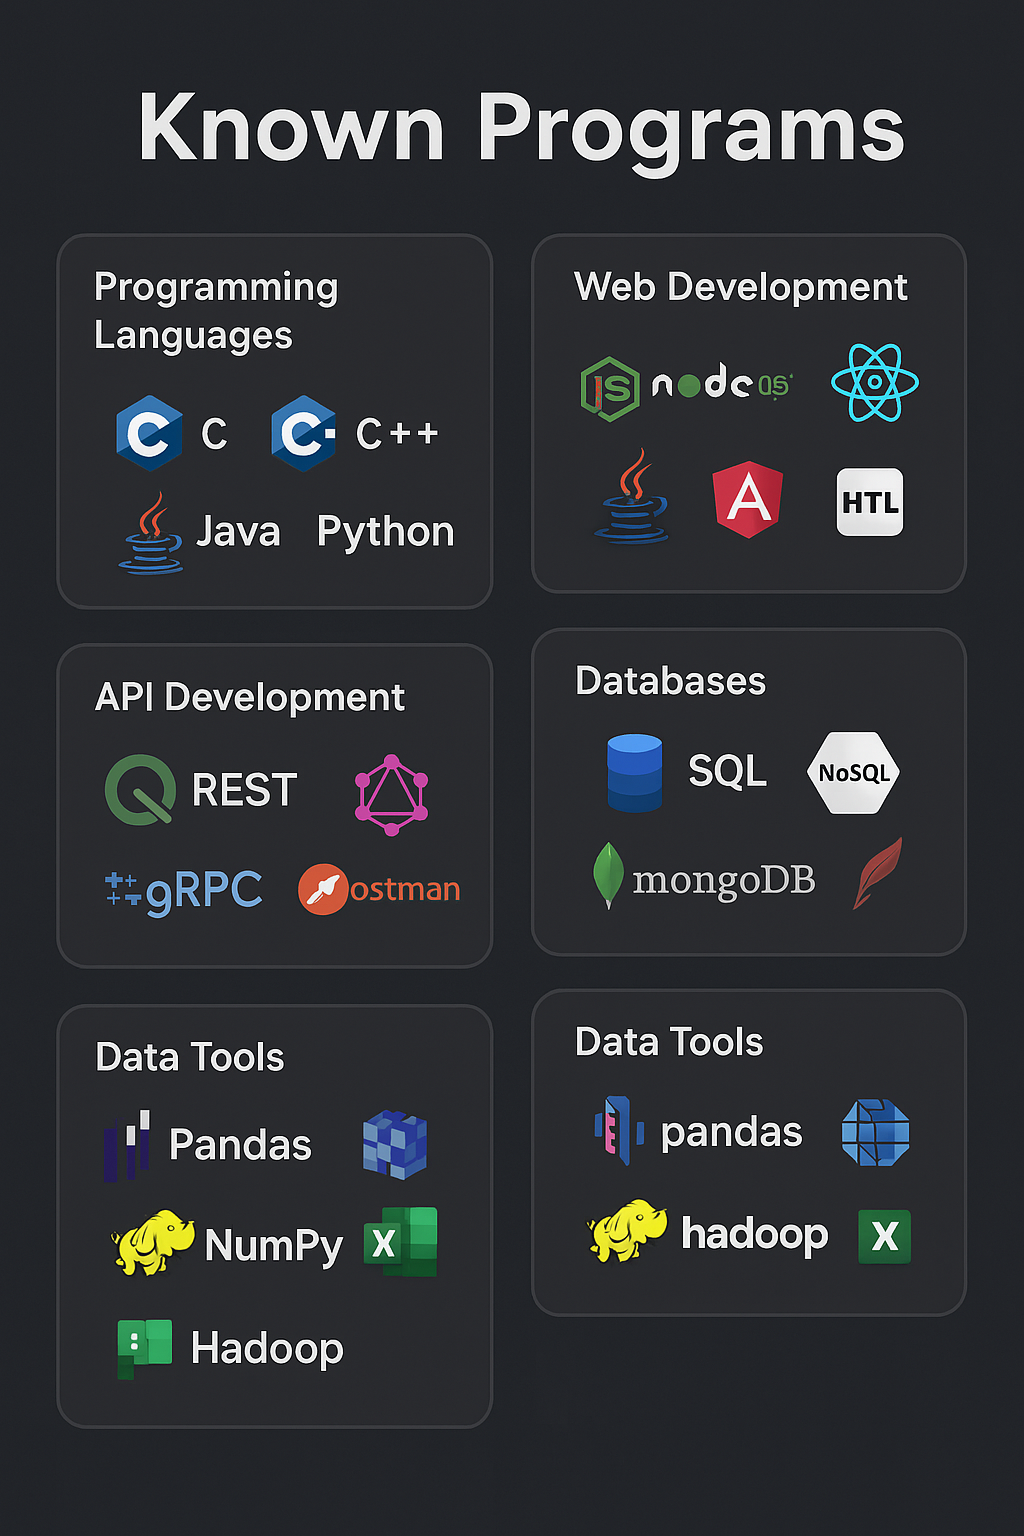 Known Programs
Programming
Languages
C C C C++
Java Python
Web Development
JS node
A HTL
API Development
REST
gRPC ostman
Databases
SQL NoSQL
mongoDB
Data Tools
Pandas
NumPy X
Hadoop
Data Tools
pandas
hadoop X